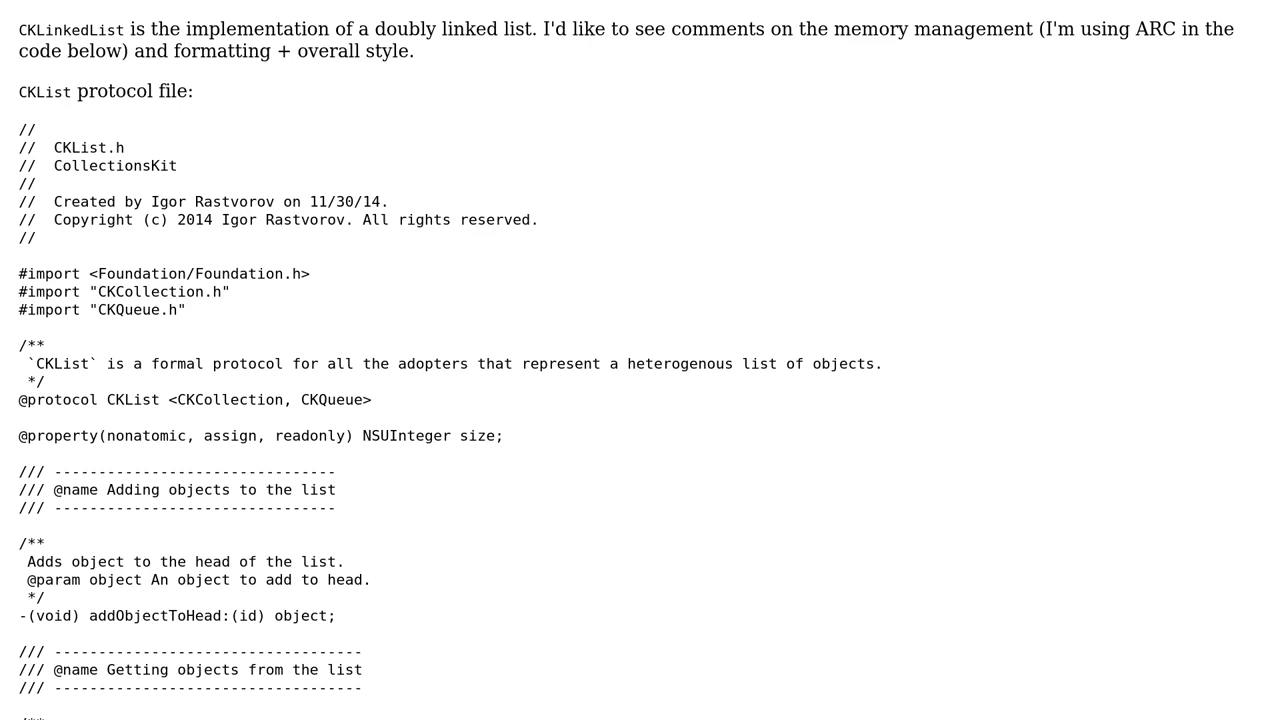 CKLinkedList is the implementation of a doubly linked list. I'd like to see comments on the memory management (I'm using ARC in the
code below) and formatting + overall style.
CKList protocol file:
//
//  CKList.h
//  CollectionsKit
//
//  Created by Igor Rastvorov on 11/30/14.
//  Copyright (c) 2014 Igor Rastvorov. All rights reserved.
//
#import <Foundation/Foundation.h>
#import "CKCollection.h"
#import "CKQueue.h"
/**
 `CKList` is a formal protocol for all the adopters that represent a heterogenous list of objects.
 */
@protocol CKList <CKCollection, CKQueue>
@property(nonatomic, assign, readonly) NSUInteger size;
/// --------------------------------
/// @name Adding objects to the list
/// --------------------------------
/**
 Adds object to the head of the list.
 @param object An object to add to head.
 */
-(void) addObjectToHead:(id) object;
/// -----------------------------------
/// @name Getting objects from the list
/// -----------------------------------
/**